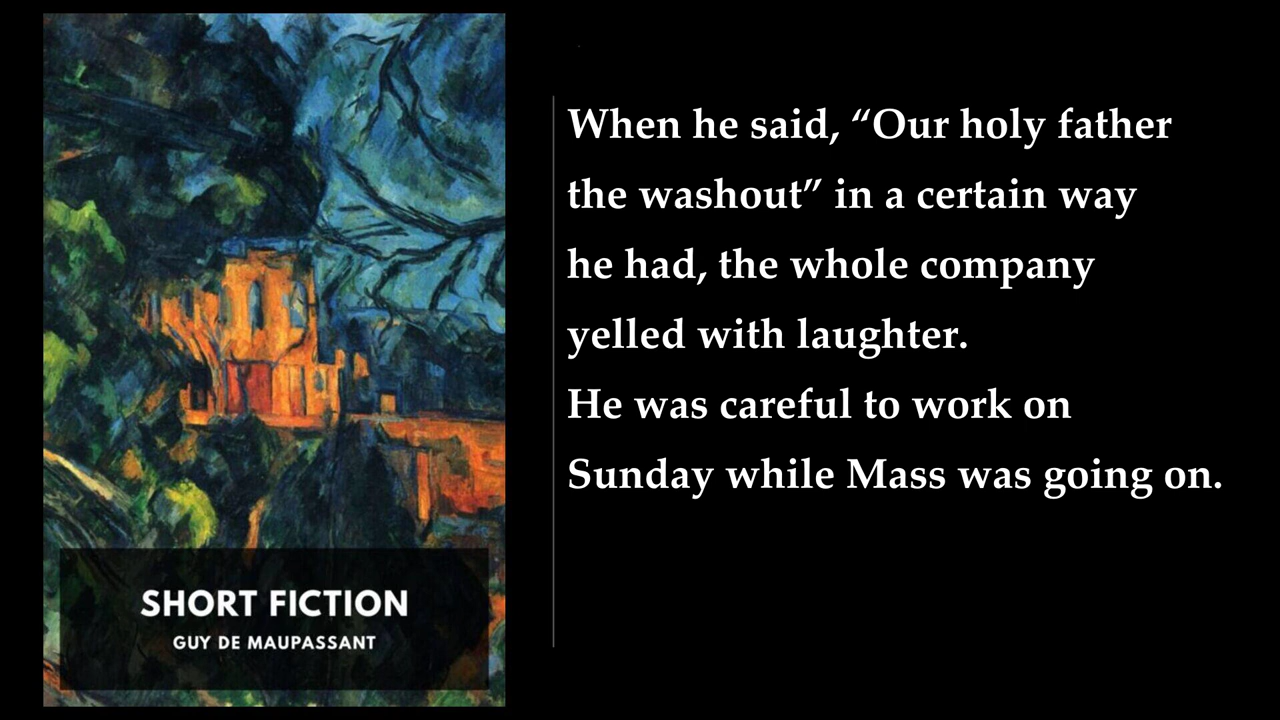 When he said, “Our holy father
the washout” in a certain way
he had, the whole company
yelled with laughter.
He was careful to work on
Sunday while Mass was going on.
SHORT FICTION
GUY DE MAUPASSANT